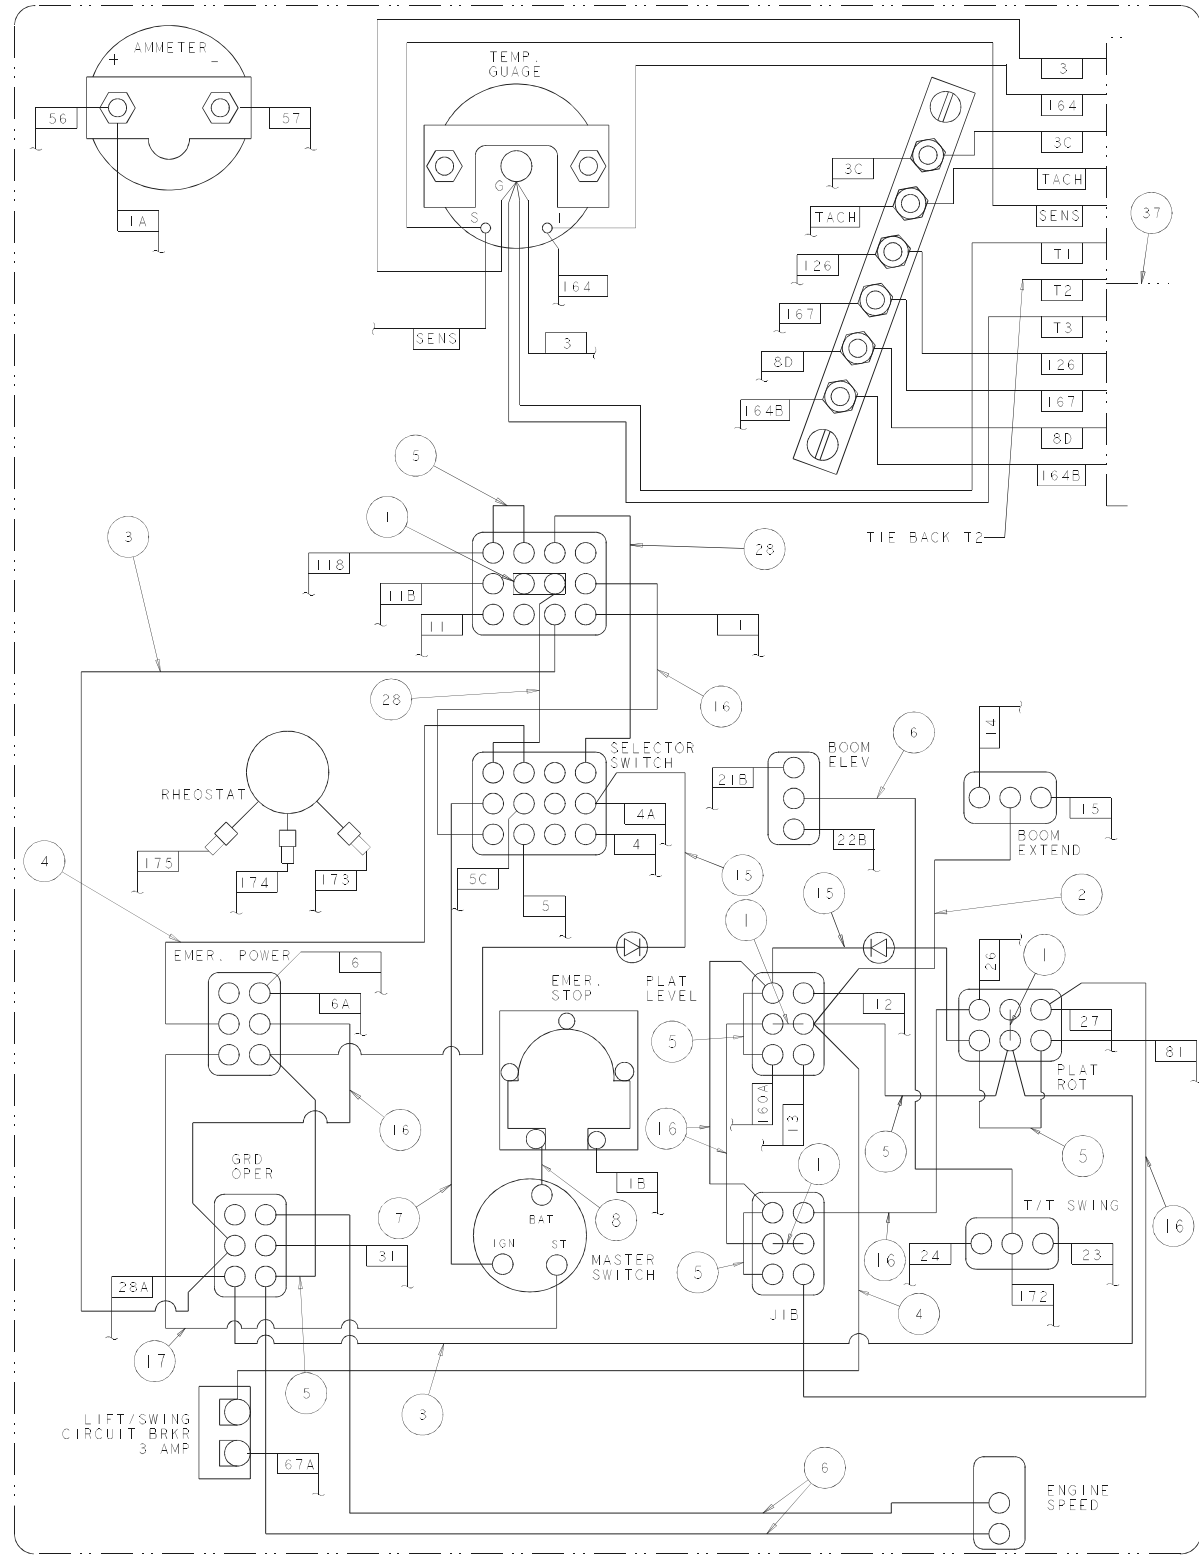 AMMETER
+
-
56
57
1A
TEMP.
GUAGE
G
S
I
164
SENS
3
3
164
3C
TACH
SENS
T1
T2
T3
126
167
8D
164B
3C
TACH
126
167
8D
164B
37
TIE BACK T2
5
1
3
28
118
11B
11
1
28
16
SELECTOR
SWITCH
4A
4
5C
5
15
RHEOSTAT
175
174
173
4
EMER. POWER
6
6A
16
BOOM
ELEV
21B
22B
6
14
15
BOOM
EXTEND
2
15
1
EMER.
STOP
PLAT
LEVEL
12
5
160A
13
26
1
27
81
PLAT
ROT
5
5
16
16
1
GRD
OPER
31
28A
7
BAT
IGN
ST
8
1B
MASTER
SWITCH
5
JIB
16
4
T/T SWING
24
23
172
17
5
3
LIFT/SWING
CIRCUIT BRKR
3 AMP
67A
6
ENGINE
SPEED